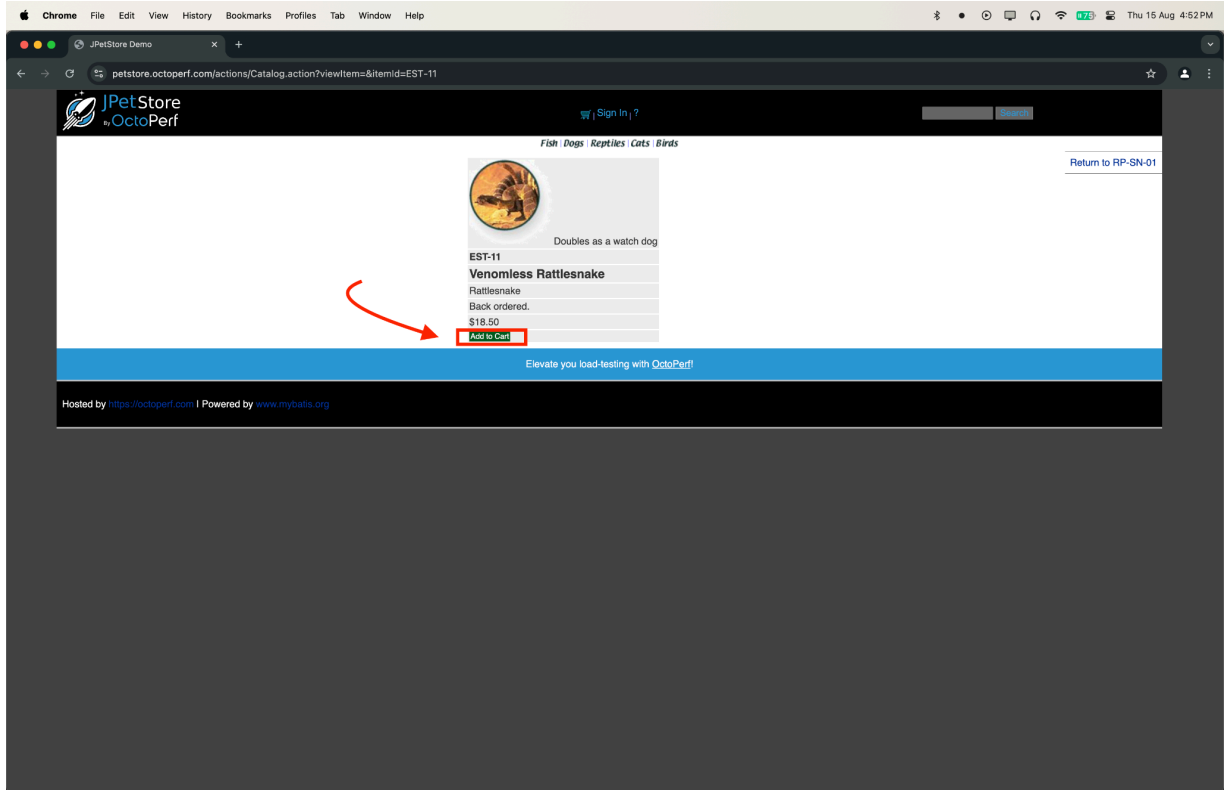 Chrome File Edit View History Bookmarks Profiles Tab Window Help 75 Thu 15 Aug 4:52 PM
JPetStore Demo
petstore.octoperf.com/actions/Catalog.action?viewItem=&itemId=EST-11
JPetStore
By OctoPerf
| Sign In | ?
Search
Fish | Dogs | Reptiles | Cats | Birds
Return to RP-SN-01
Doubles as a watch dog
EST-11
Venomless Rattlesnake
Rattlesnake
Back ordered.
$18.50
Add to Cart
Elevate you load-testing with OctoPerf!
Hosted by https://octoperf.com | Powered by www.mybatis.org